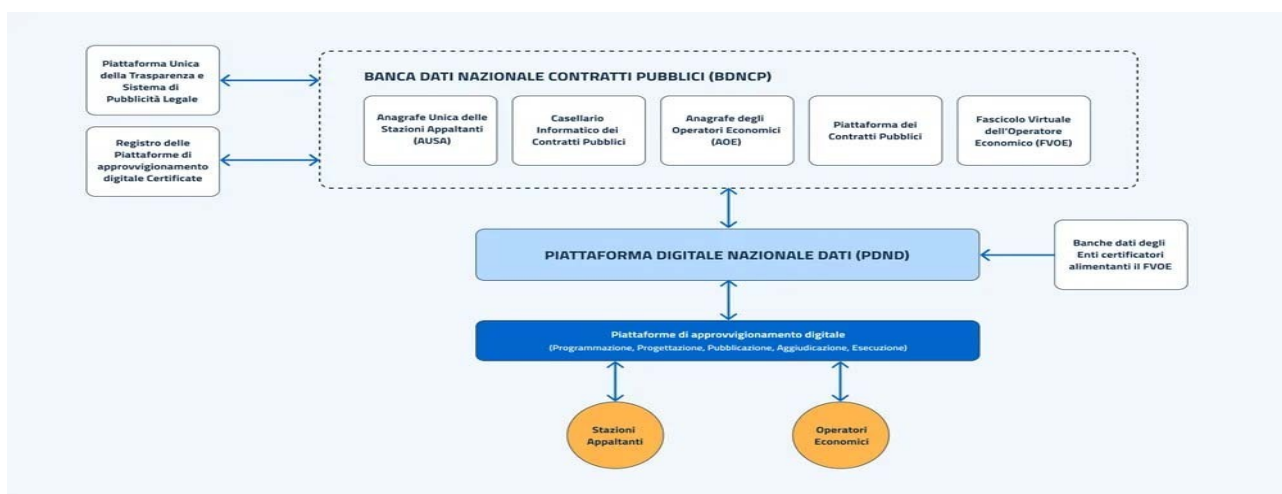 Piattaforma Unica
della Trasparenza e
Sistema di
Pubblicità Legale
Registro delle
Piattaforme di
approvvigionamento
digitale Certificate
BANCA DATI NAZIONALE CONTRATTI PUBBLICI (BDNCP)
Anagrafe Unica delle
Stazioni Appaltanti
(AUSA)
Casellario
Informatico dei
Contratti Pubblici
Anagrafe degli
Operatori Economici
(AOE)
Piattaforma dei
Contratti Pubblici
Fascicolo Virtuale
dell'Operatore
Economico (FVOE)
PIATTAFORMA DIGITALE NAZIONALE DATI (PDND)
Banche dati degli
Enti certificatori
alimentanti il FVOE
Piattaforme di approvvigionamento digitale
(Programmazione, Progettazione, Pubblicazione, Aggiudicazione, Esecuzione)
Stazioni
Appaltanti
Operatori
Economici